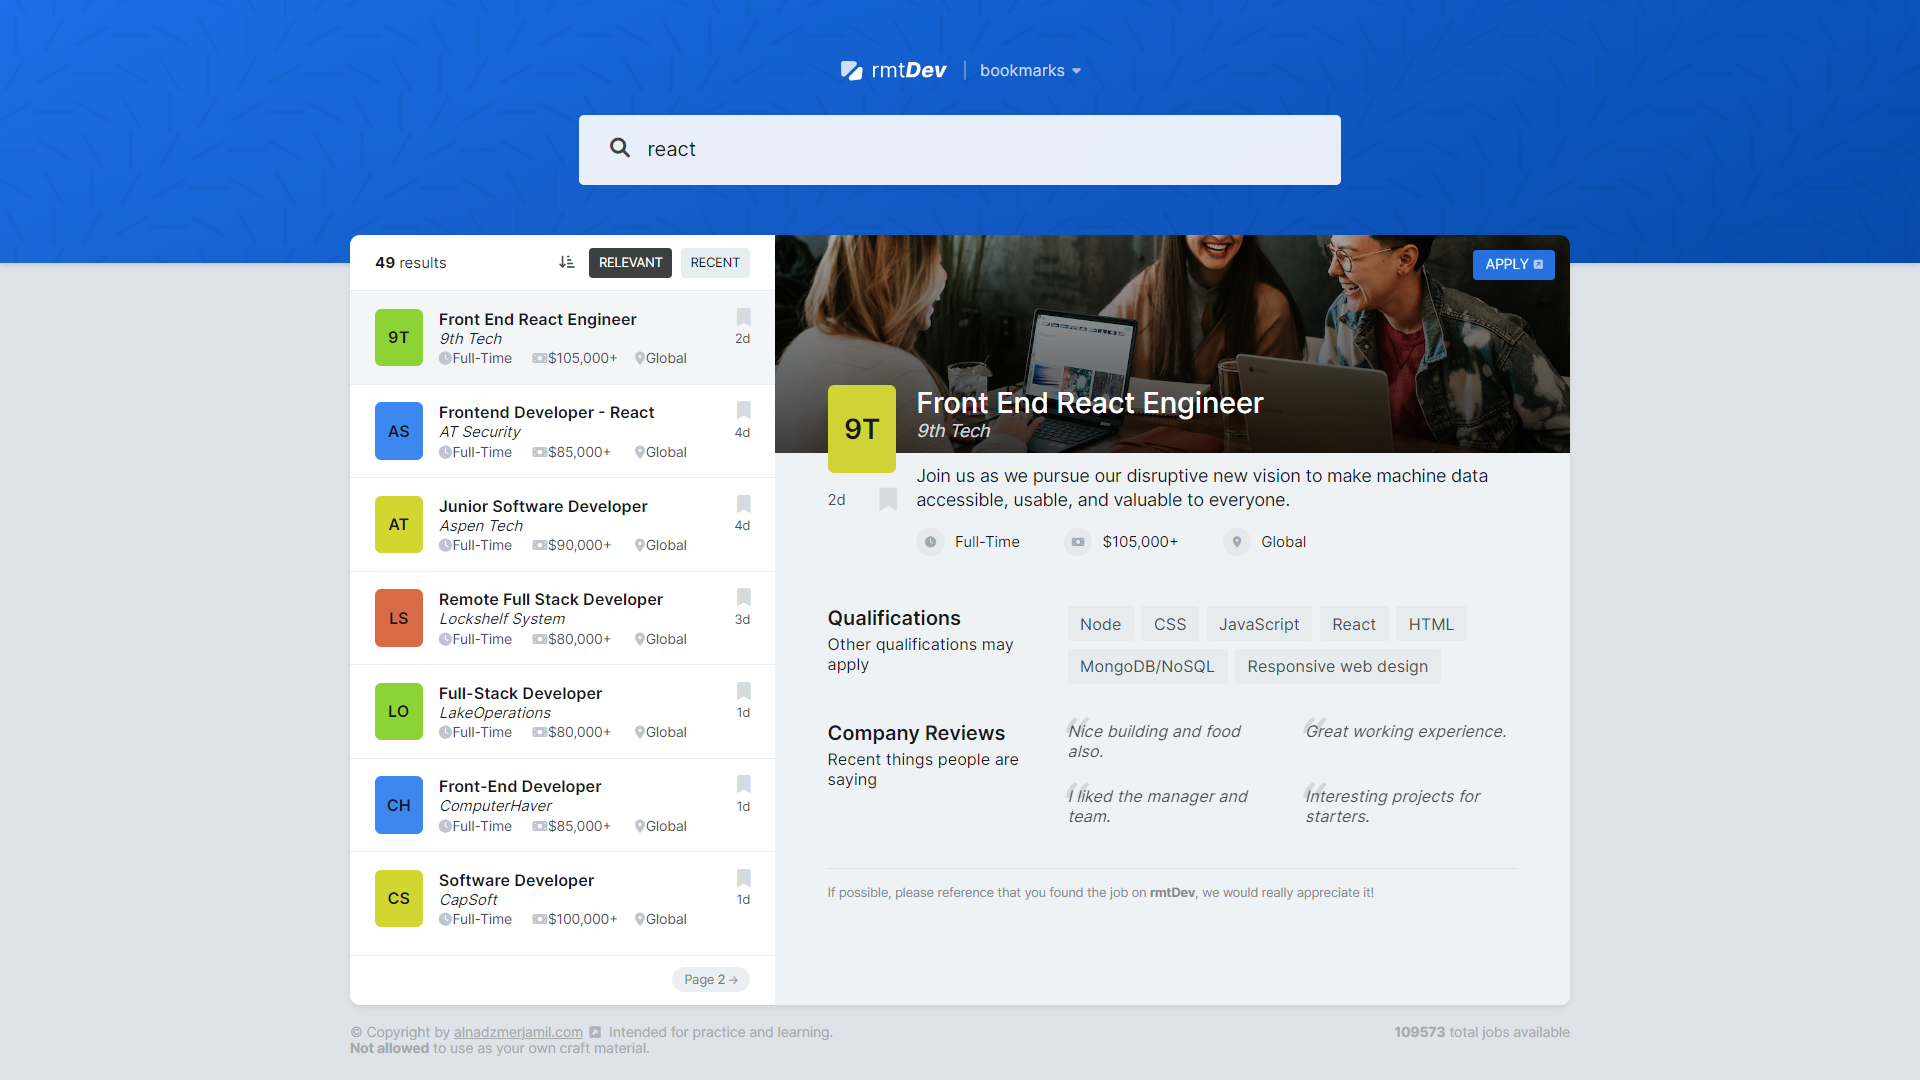 rmtDev bookmarks
react
49 results RELEVANT RECENT
9T Front End React Engineer
9th Tech 2d
Full-Time $105,000+ Global
AS Frontend Developer - React
AT Security 4d
Full-Time $85,000+ Global
AT Junior Software Developer
Aspen Tech 4d
Full-Time $90,000+ Global
LS Remote Full Stack Developer
Lockshelf System 3d
Full-Time $80,000+ Global
LO Full-Stack Developer
LakeOperations 1d
Full-Time $80,000+ Global
CH Front-End Developer
ComputerHaver 1d
Full-Time $85,000+ Global
CS Software Developer
CapSoft 1d
Full-Time $100,000+ Global
Page 2 →
APPLY
9T Front End React Engineer
9th Tech
2d
Join us as we pursue our disruptive new vision to make machine data
accessible, usable, and valuable to everyone.
Full-Time $105,000+ Global
Qualifications
Other qualifications may
apply
Node CSS JavaScript React HTML
MongoDB/NoSQL Responsive web design
Company Reviews
Recent things people are
saying
Nice building and food
also.
Great working experience.
I liked the manager and
team.
Interesting projects for
starters.
If possible, please reference that you found the job on rmtDev, we would really appreciate it!
© Copyright by alnadzmerjamil.com Intended for practice and learning.
Not allowed to use as your own craft material.
109573 total jobs available